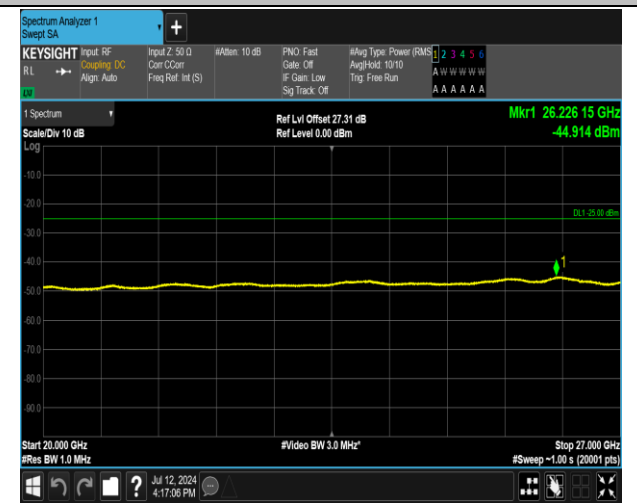 Spectrum Analyzer 1
Swept SA
KEYSIGHT
RL
LW
Input: RF
Coupling: DC
Align: Auto
Input Z: 50 Ω
Corr CCorr
Freq Ref: Int (S)
#Atten: 10 dB
PNO: Fast
Gate: Off
IF Gain: Low
Sig Track: Off
#Avg Type: Power (RMS
Avg|Hold: 10/10
Trig: Free Run
1 2 3 4 5 6
A W W W W W
A A A A A A
1 Spectrum
Ref Lvl Offset 27.31 dB
Mkr1 26.226 15 GHz
Scale/Div 10 dB
Ref Level 0.00 dBm
-44.914 dBm
Log
-10.0
-20.0
DL1 -25.00 dBm
-30.0
-40.0
1
-50.0
-60.0
-70.0
-80.0
-90.0
Start 20.000 GHz
#Video BW 3.0 MHz*
Stop 27.000 GHz
#Res BW 1.0 MHz
#Sweep ~1.00 s (20001 pts)
?
Jul 12, 2024
4:17:06 PM